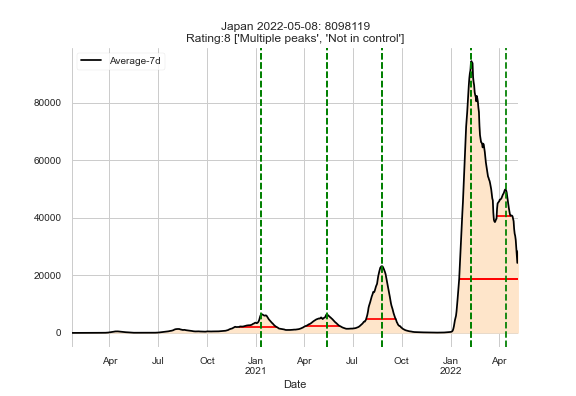 Japan 2022-05-08: 8098119
Rating:8 ['Multiple peaks', 'Not in control']
Average-7d
80000
60000
40000
20000
0
Apr Jul Oct Jan Apr Jul Oct Jan Apr
2021 2022
Date